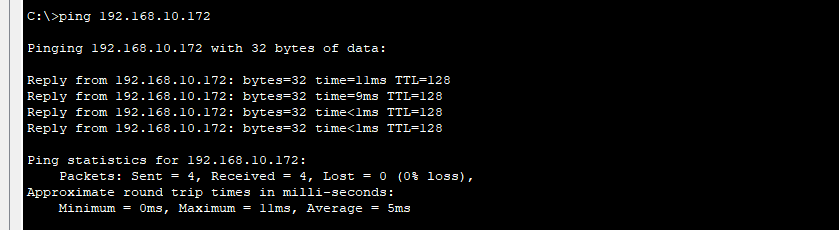 C:\>ping 192.168.10.172
Pinging 192.168.10.172 with 32 bytes of data:
Reply from 192.168.10.172: bytes=32 time=11ms TTL=128
Reply from 192.168.10.172: bytes=32 time=9ms TTL=128
Reply from 192.168.10.172: bytes=32 time<1ms TTL=128
Reply from 192.168.10.172: bytes=32 time<1ms TTL=128
Ping statistics for 192.168.10.172:
Packets: Sent = 4, Received = 4, Lost = 0 (0% loss),
Approximate round trip times in milli-seconds:
Minimum = 0ms, Maximum = 11ms, Average = 5ms